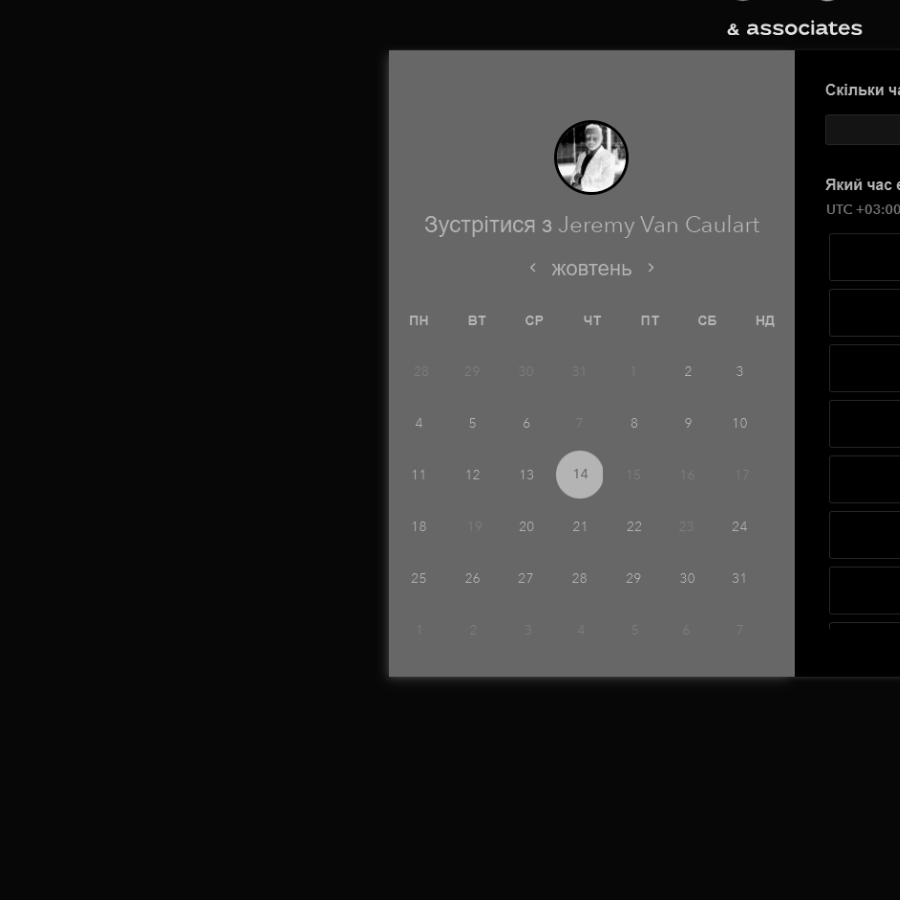 & associates
Зустрітися з Jeremy Van Caulart
жовтень
ПН ВТ СР ЧТ ПТ СБ НД
28 29 30 31 1 2 3
4 5 6 7 8 9 10
11 12 13 14 15 16 17
18 19 20 21 22 23 24
25 26 27 28 29 30 31
1 2 3 4 5 6 7
Скільки
Який час
UTC +03:00